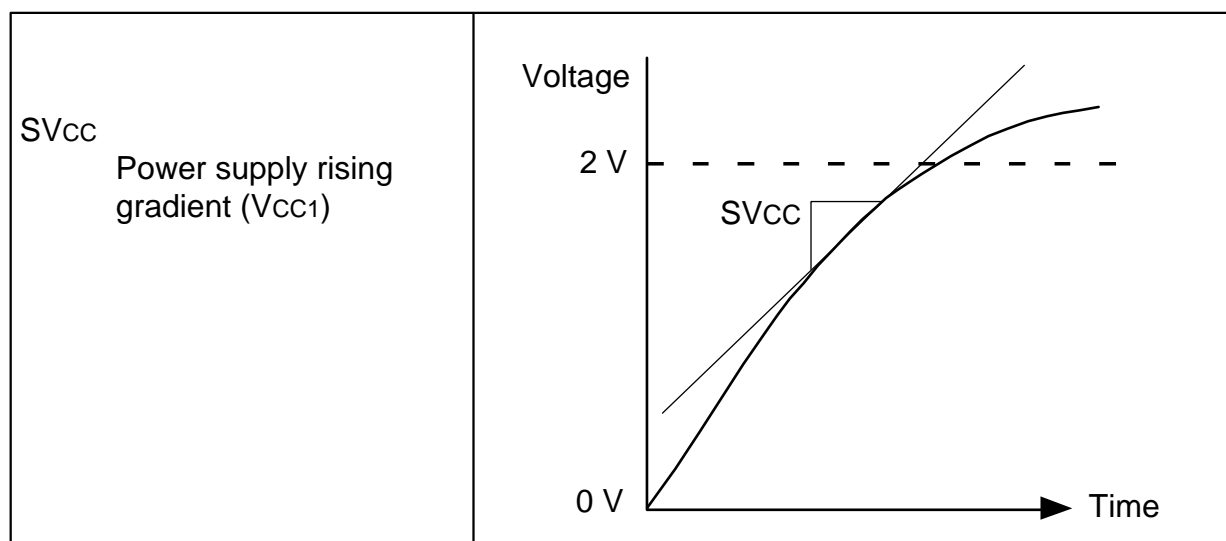 SVCC
Power supply rising
gradient (VCC1)
Voltage
2 V
SVCC
0 V
Time